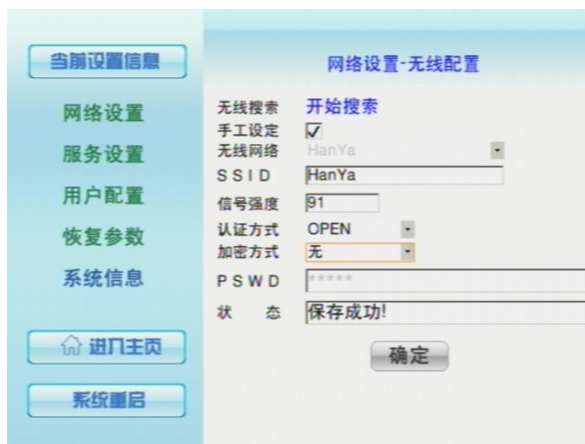 当前设置信息
网络设置
服务设置
用户配置
恢复参数
系统信息
进入主页
系统重启
网络设置-无线配置
无线搜索 开始搜索
手工设定
无线网络 HanYa
SSID HanYa
信号强度 91
认证方式 OPEN
加密方式 无
PSWD *****
状 态 保存成功!
确定